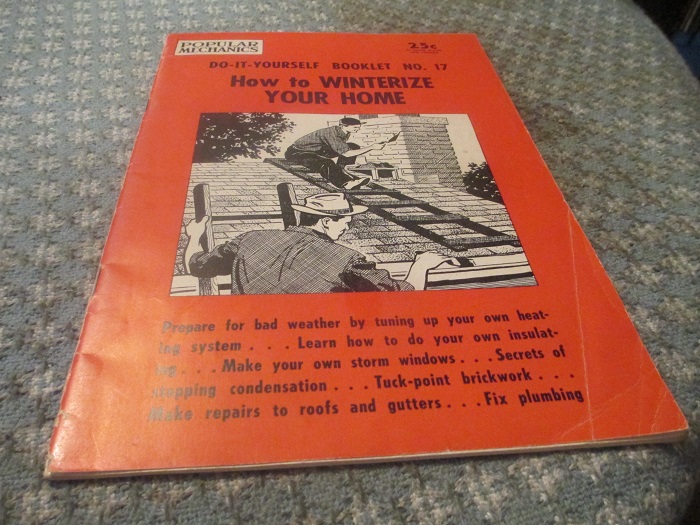 POPULAR
MECHANICS
25c
DO-IT-YOURSELF BOOKLET NO. 17
How to WINTERIZE
YOUR HOME
Prepare for bad weather by tuning up your own heat-
ing system . . . Learn how to do your own insulat-
ing . . . Make your own storm windows . . . Secrets of
stopping condensation . . . Tuck-point brickwork . . .
Make repairs to roofs and gutters . . . Fix plumbing